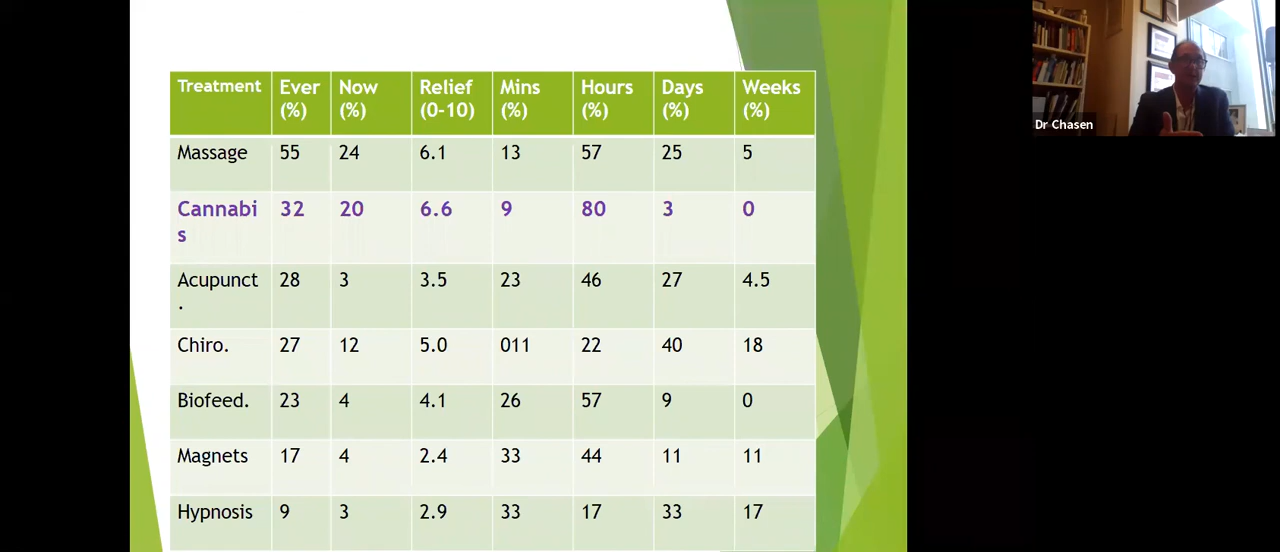 Treatment Ever (%) Now (%) Relief (0-10) Mins (%) Hours (%) Days (%) Weeks (%)
Massage 55 24 6.1 13 57 25 5
Cannabis 32 20 6.6 9 80 3 0
Acupunct. 28 3 3.5 23 46 27 4.5
Chiro. 27 12 5.0 011 22 40 18
Biofeed. 23 4 4.1 26 57 9 0
Magnets 17 4 2.4 33 44 11 11
Hypnosis 9 3 2.9 33 17 33 17
Dr Chasen